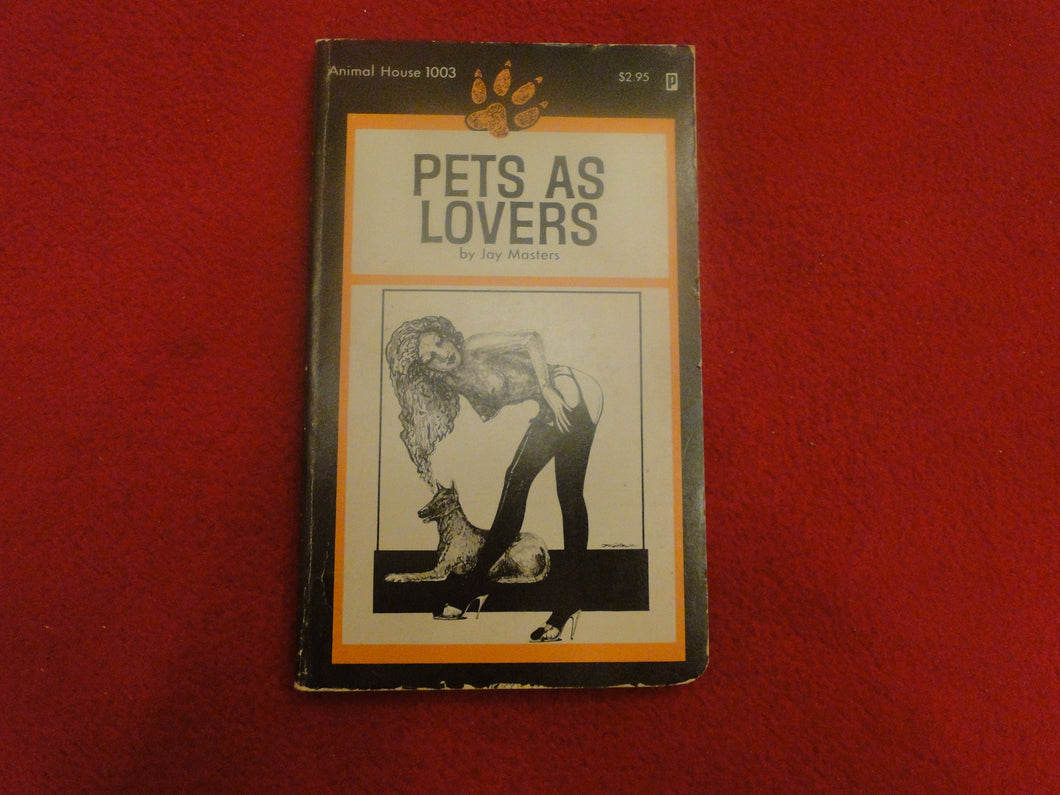 Animal House 1003
$2.95
P
PETS AS
LOVERS
by Jay Masters